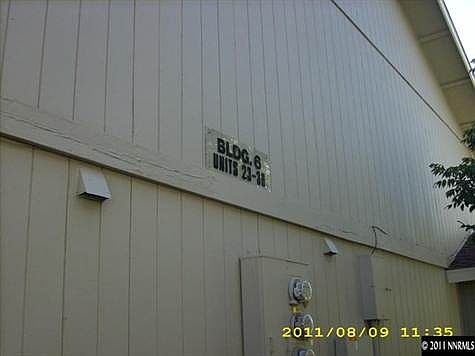 BLDG. 6
UNITS 23-28
2011/08/09 11:35
© 2011 NNRMLS